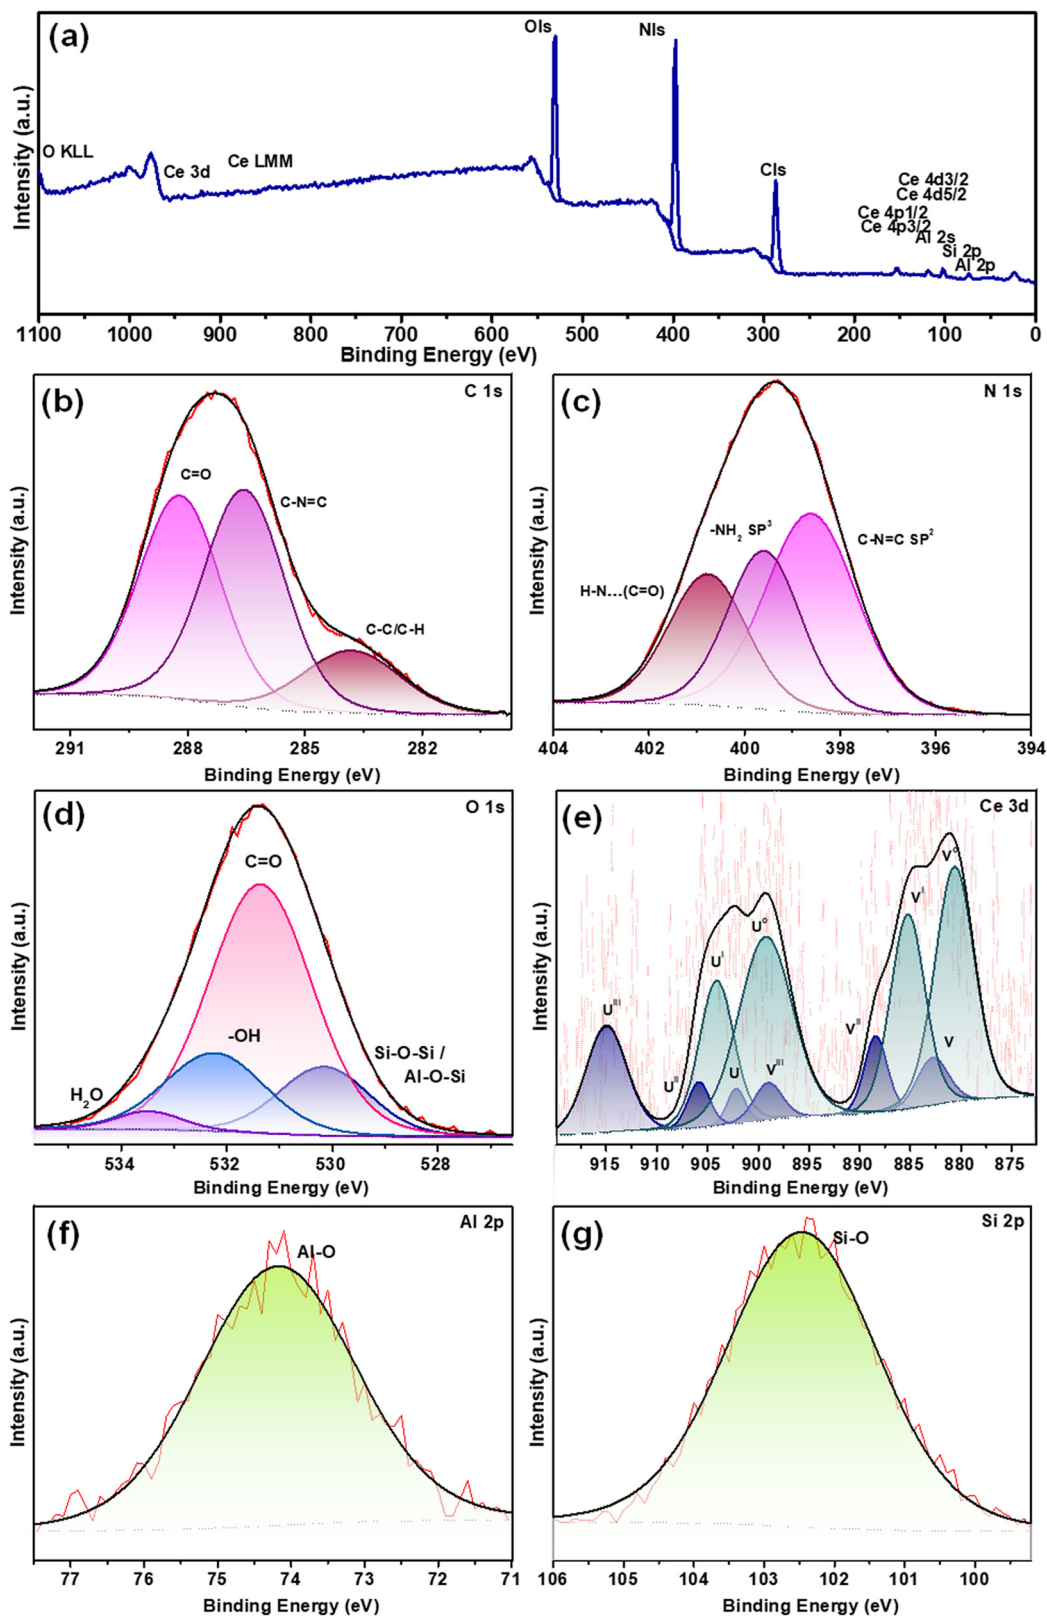 (a)
OIs
NIs
CIs
O KLL
Ce 3d
Ce LMM
Ce 4d3/2
Ce 4d5/2
Ce 4p1/2
Ce 4p3/2
Al 2s
Si 2p
Al 2p
Intensity (a.u.)
1100 1000 900 800 700 600 500 400 300 200 100 0
Binding Energy (eV)
(b)
C 1s
C=O
C-N=C
C-C/C-H
Intensity (a.u.)
291 288 285 282
Binding Energy (eV)
(c)
N 1s
-NH₂ SP³
C-N=C SP²
H-N...(C=O)
Intensity (a.u.)
404 402 400 398 396 394
Binding Energy (eV)
(d)
O 1s
C=O
-OH
Si-O-Si /
Al-O-Si
H₂O
Intensity (a.u.)
534 532 530 528
Binding Energy (eV)
(e)
Ce 3d
V°
V^I
U°
U^I
U^III
V^II
V
U^II
U
V^III
Intensity (a.u.)
915 910 905 900 895 890 885 880 875
Binding Energy (eV)
(f)
Al 2p
Al-O
Intensity (a.u.)
77 76 75 74 73 72 71
Binding Energy (eV)
(g)
Si 2p
Si-O
Intensity (a.u.)
106 105 104 103 102 101 100
Binding Energy (eV)